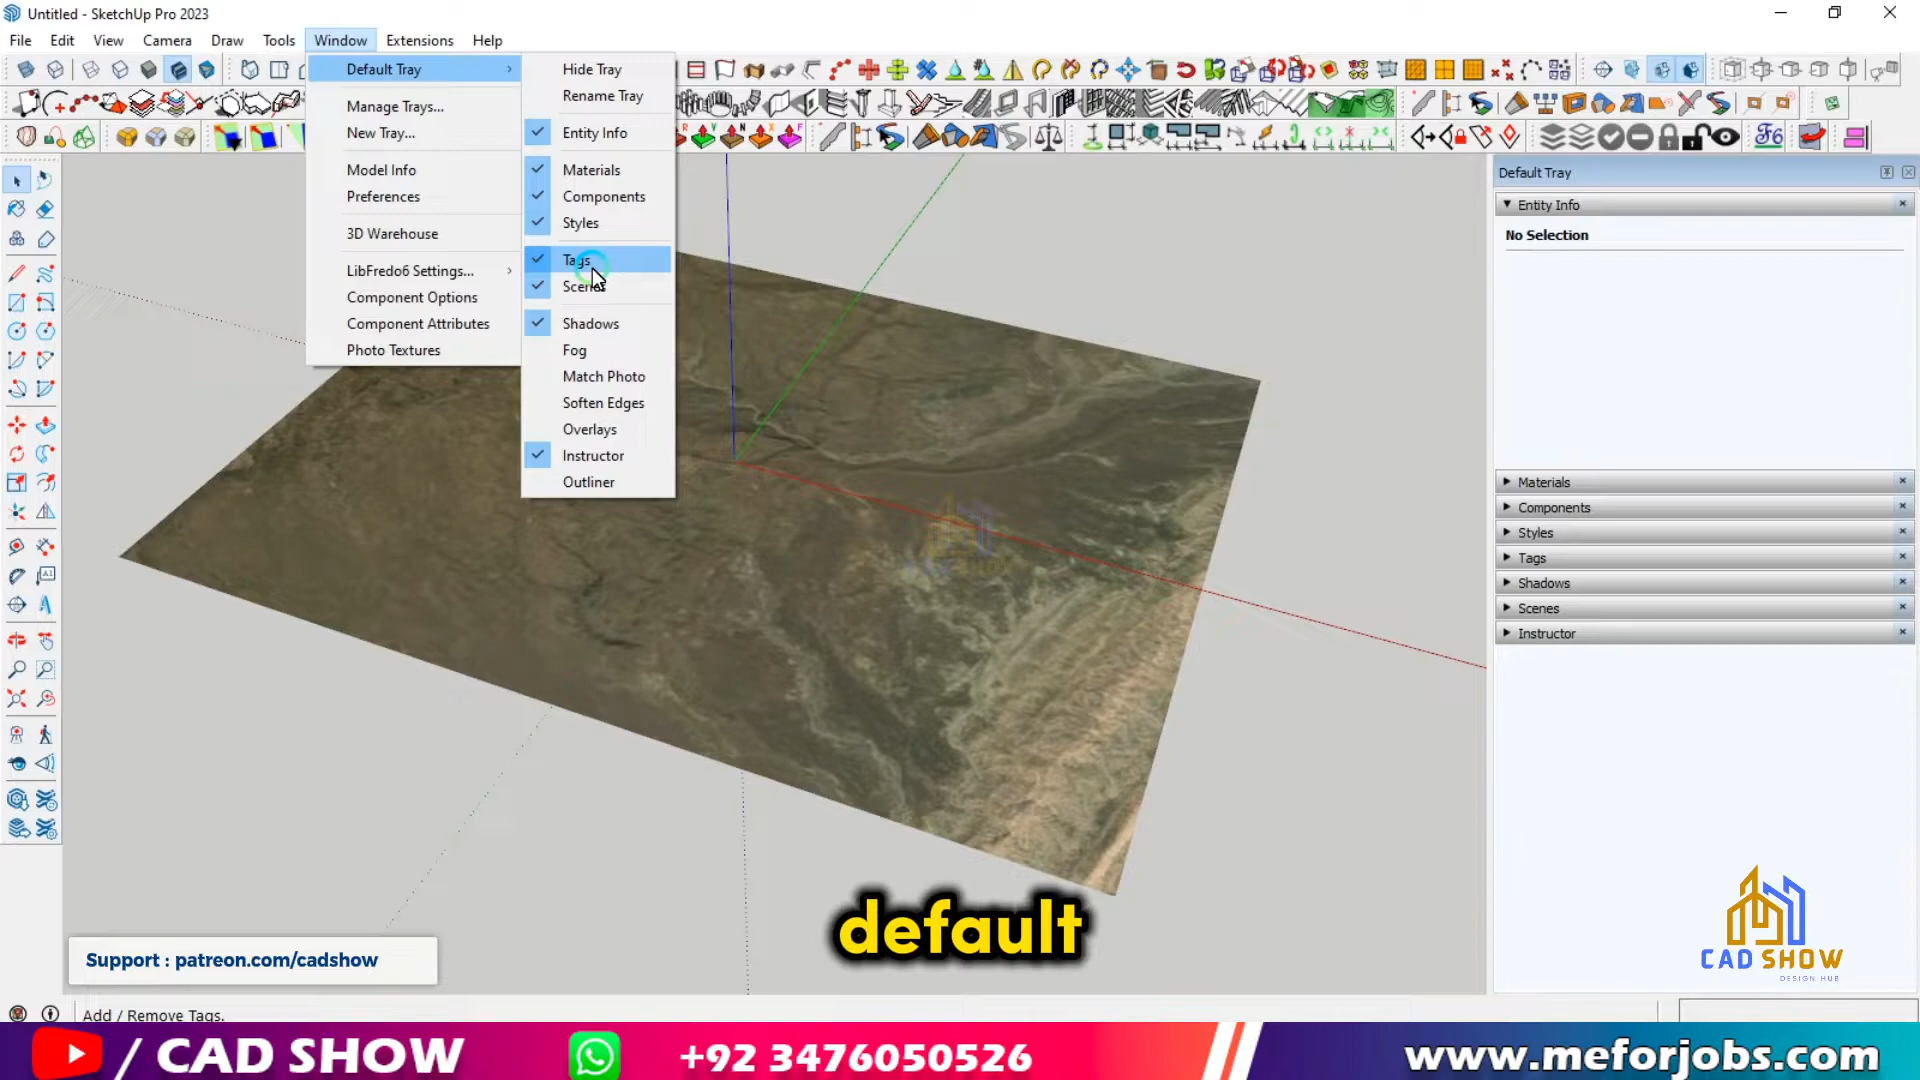 Untitled - SketchUp Pro 2023
File Edit View Camera Draw Tools Window Extensions Help
Default Tray
Manage Trays...
New Tray...
Model Info
Preferences
3D Warehouse
LibFredo6 Settings...
Component Options
Component Attributes
Photo Textures
Hide Tray
Rename Tray
Entity Info
Materials
Components
Styles
Tags
Scenes
Shadows
Fog
Match Photo
Soften Edges
Overlays
Instructor
Outliner
Default Tray
Entity Info
No Selection
Materials
Components
Styles
Tags
Shadows
Scenes
Instructor
default
Support : patreon.com/cadshow
CAD SHOW
DESIGN HUB
Add / Remove Tags.
/ CAD SHOW
+92 3476050526
www.meforjobs.com